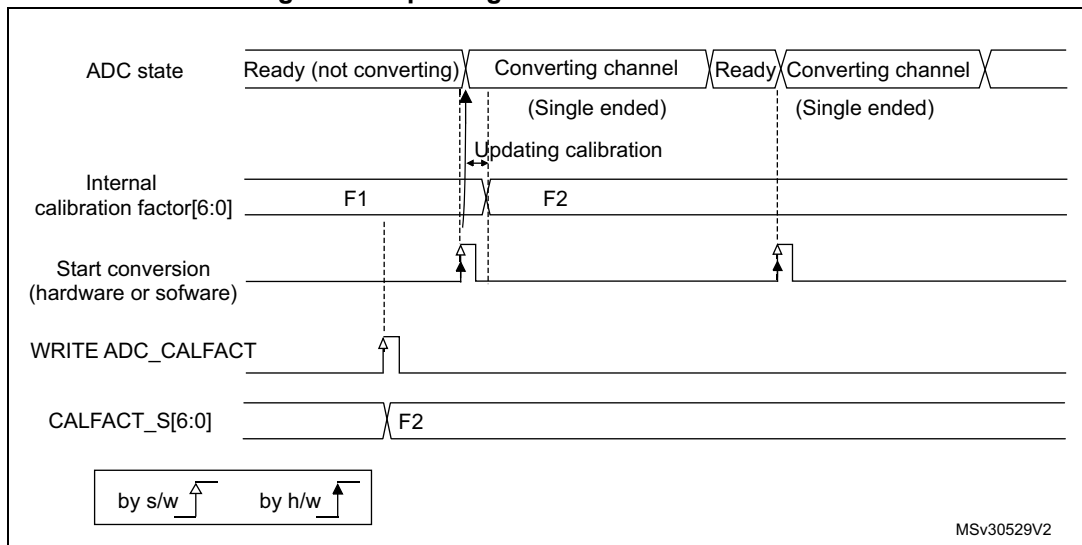 ADC state
Ready (not converting)
Converting channel
Ready
Converting channel
(Single ended)
(Single ended)
Updating calibration
Internal
calibration factor[6:0]
F1
F2
Start conversion
(hardware or sofware)
WRITE ADC_CALFACT
CALFACT_S[6:0]
F2
by s/w
by h/w
MSv30529V2